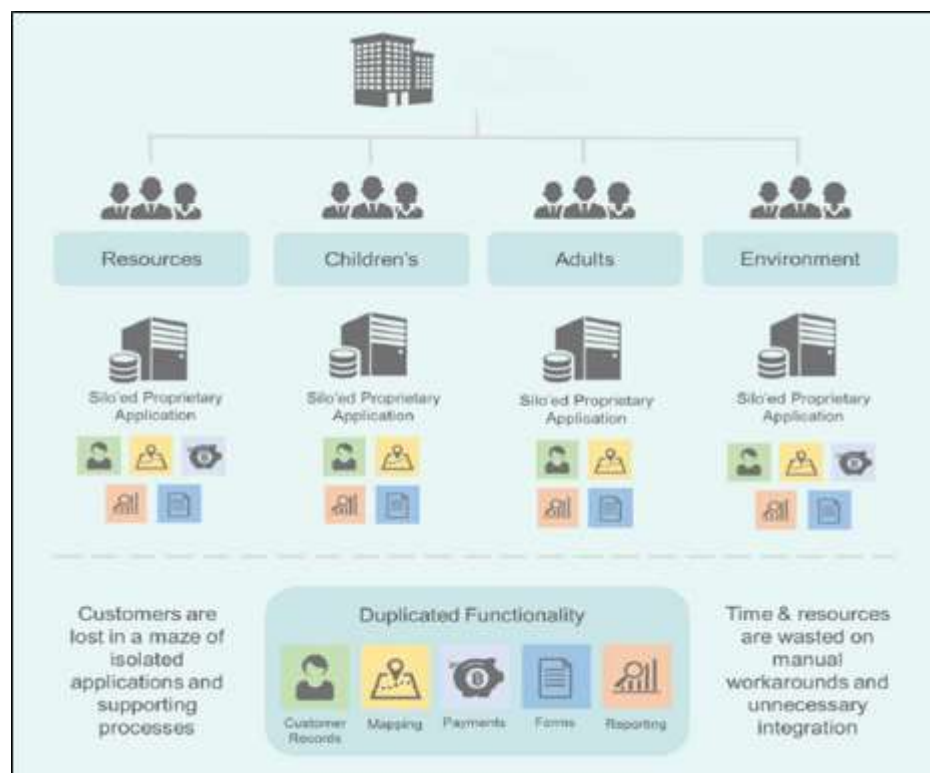 Resources
Children's
Adults
Environment
Silo'ed Proprietary
Application
Silo'ed Proprietary
Application
Silo'ed Proprietary
Application
Silo'ed Proprietary
Application
Customers are
lost in a maze of
isolated
applications and
supporting
processes
Duplicated Functionality
Customer
Records
Mapping
Payments
Forms
Reporting
Time & resources
are wasted on
manual
workarounds and
unnecessary
integration